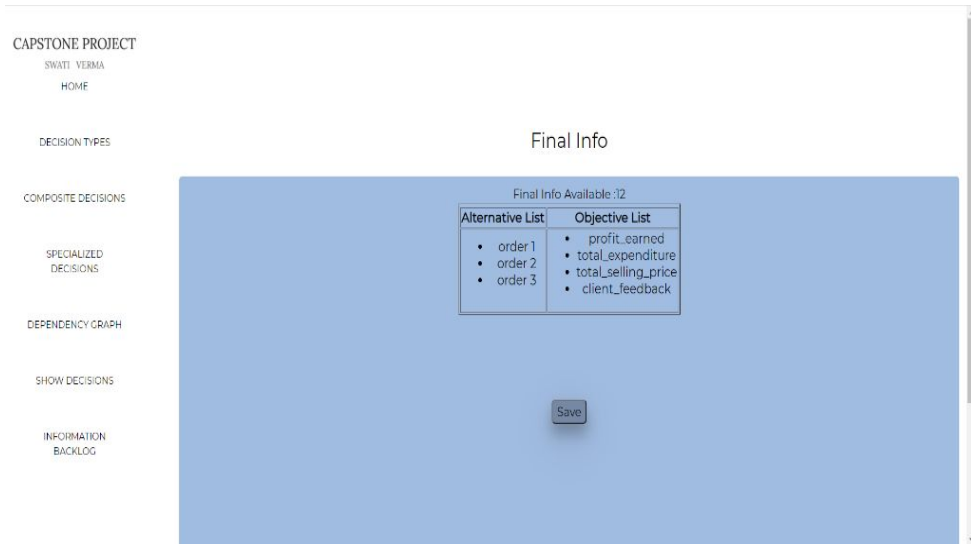 CAPSTONE PROJECT
SWATI VERMA
HOME
DECISION TYPES
COMPOSITE DECISIONS
SPECIALIZED
DECISIONS
DEPENDENCY GRAPH
SHOW DECISIONS
INFORMATION
BACKLOG
Final Info
Final Info Available :12
Alternative List Objective List
• order 1
• order 2
• order 3
• profit_earned
• total_expenditure
• total_selling_price
• client_feedback
Save